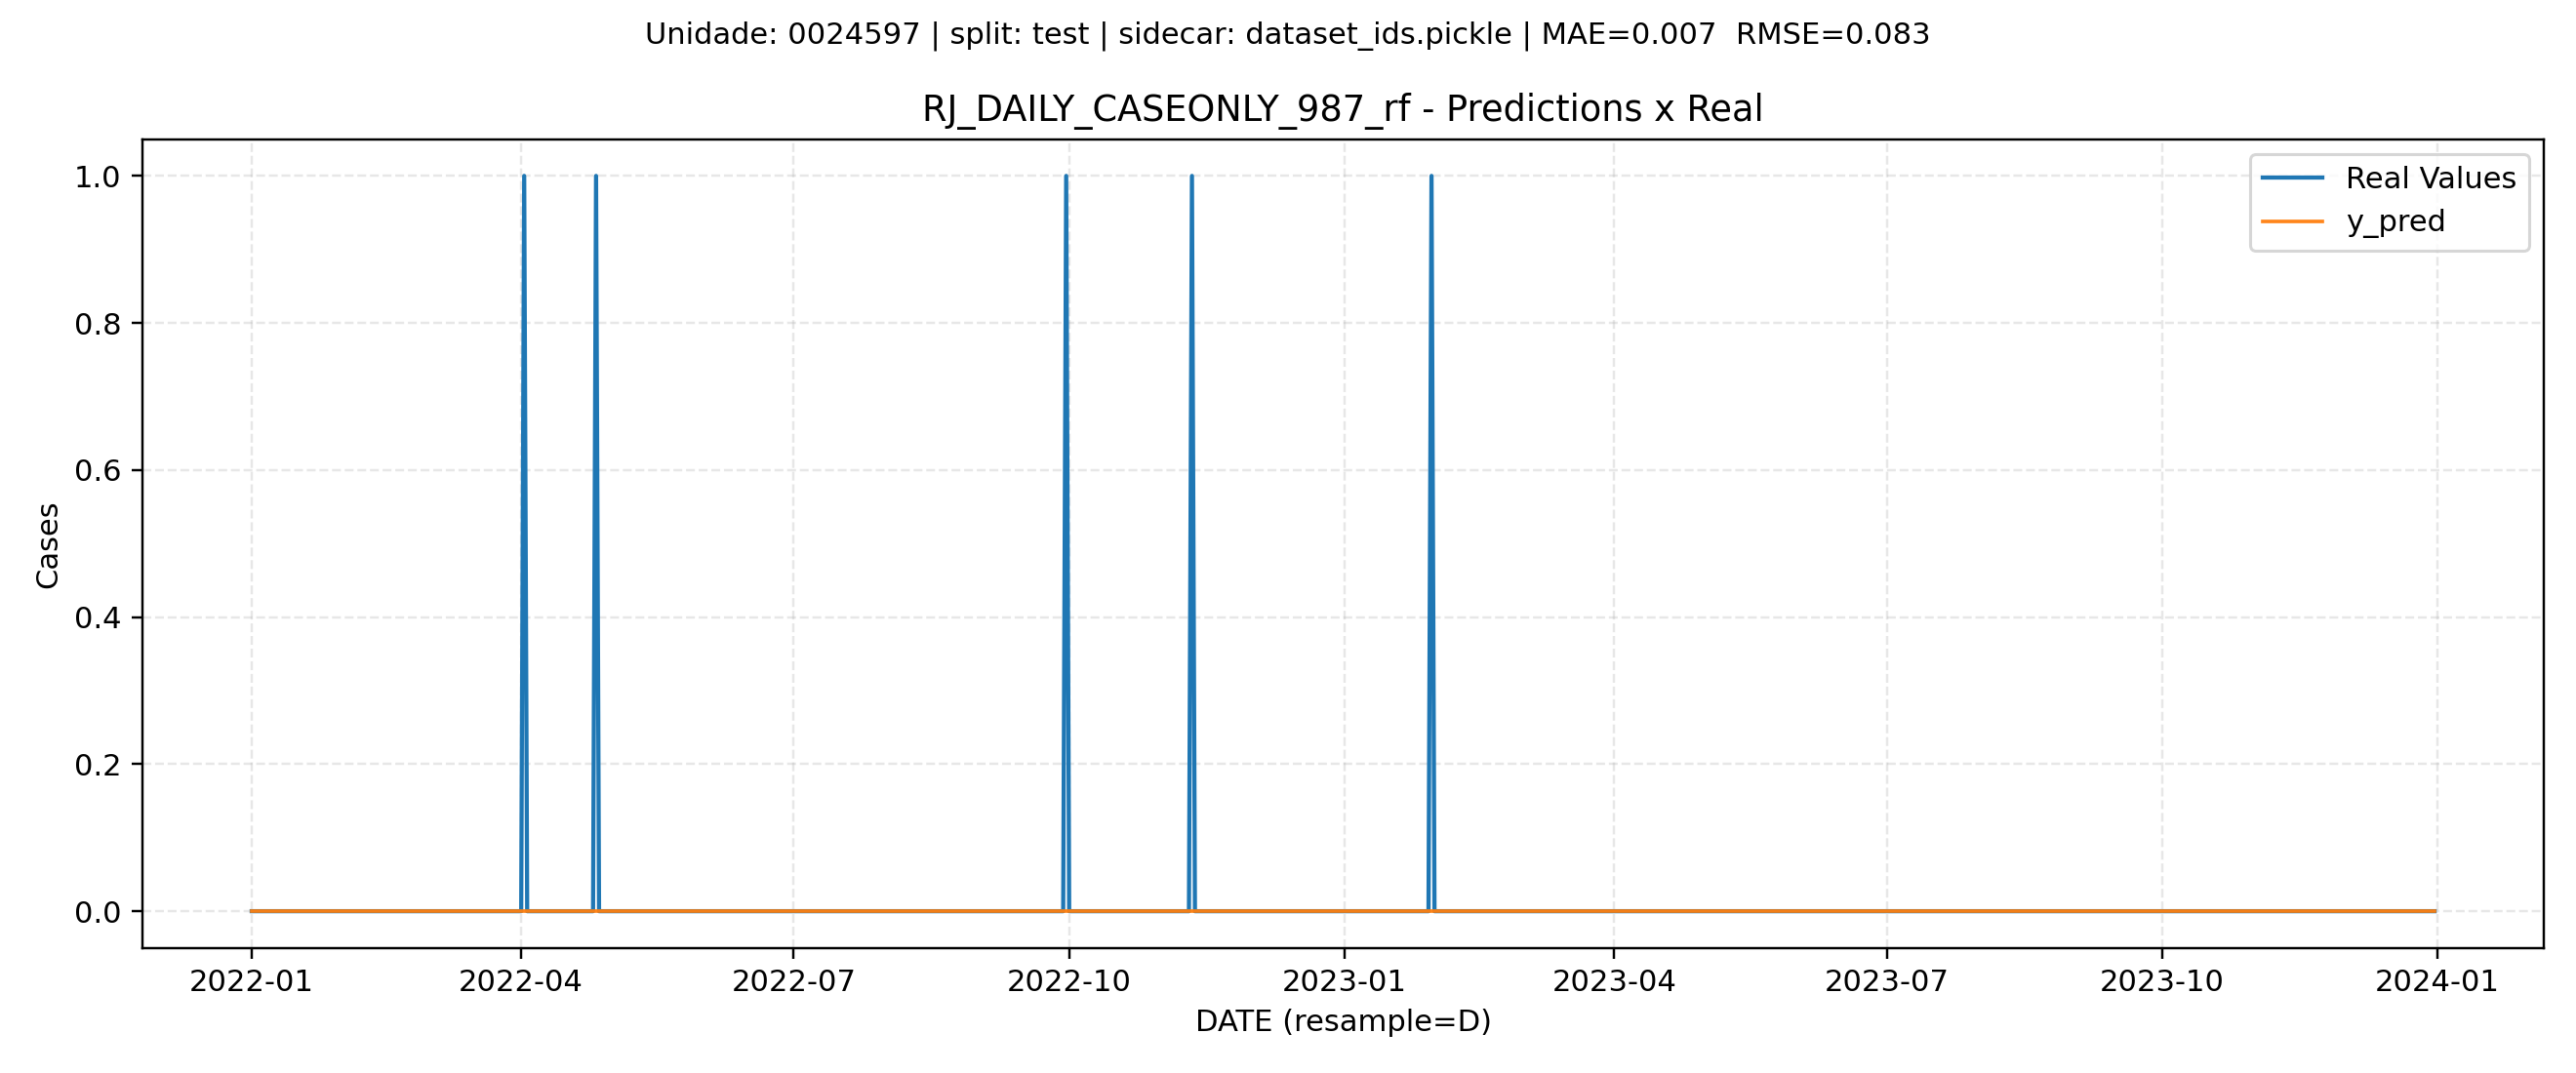 Unidade: 0024597 | split: test | sidecar: dataset_ids.pickle | MAE=0.007  RMSE=0.083
RJ_DAILY_CASEONLY_987_rf - Predictions x Real
Real Values
y_pred
1.0
0.8
0.6
0.4
0.2
0.0
Cases
2022-01
2022-04
2022-07
2022-10
2023-01
2023-04
2023-07
2023-10
2024-01
DATE (resample=D)